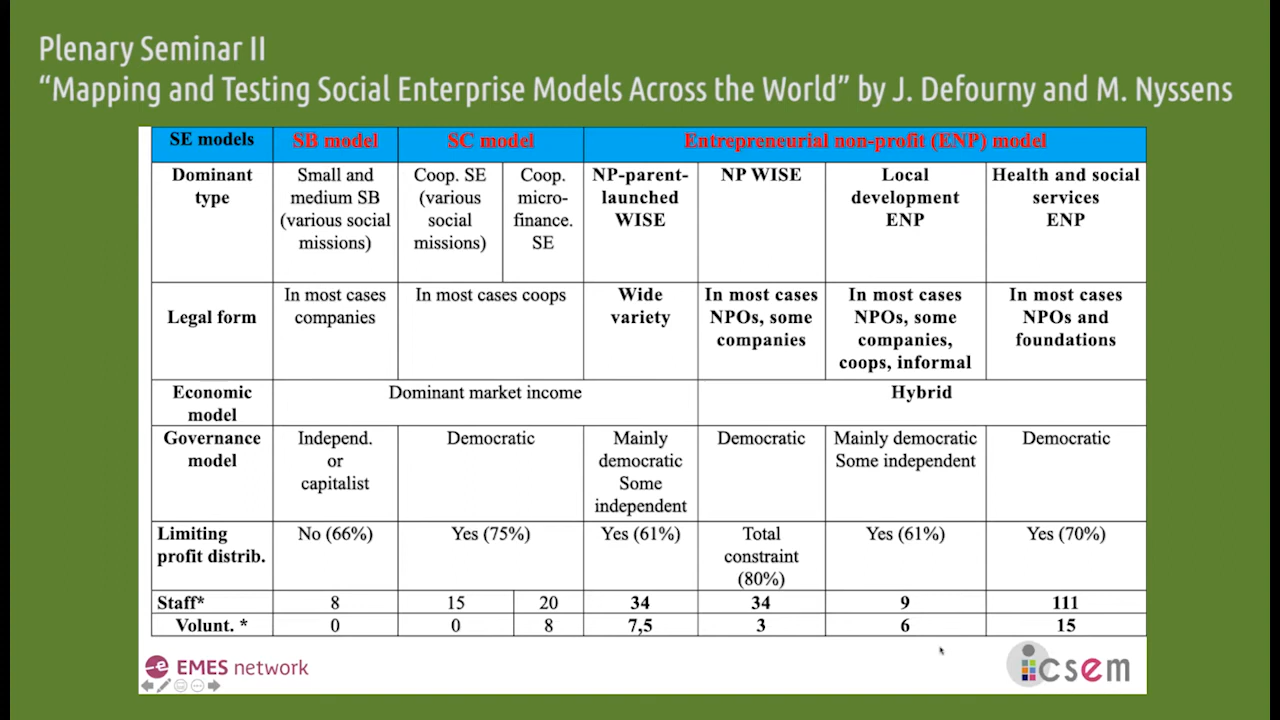 Plenary Seminar II
“Mapping and Testing Social Enterprise Models Across the World” by J. Defourny and M. Nyssens
SE models SB model SC model Entrepreneurial non-profit (ENP) model
Dominant type
Small and medium SB (various social missions)
Coop. SE (various social missions)
Coop. micro-finance. SE
NP-parent-launched WISE
NP WISE
Local development ENP
Health and social services ENP
Legal form
In most cases companies
In most cases coops
Wide variety
In most cases NPOs, some companies
In most cases NPOs, some companies, coops, informal
In most cases NPOs and foundations
Economic model
Dominant market income
Hybrid
Governance model
Independ. or capitalist
Democratic
Mainly democratic Some independent
Democratic
Mainly democratic Some independent
Democratic
Limiting profit distrib.
No (66%)
Yes (75%)
Yes (61%)
Total constraint (80%)
Yes (61%)
Yes (70%)
Staff* 8 15 20 34 34 9 111
Volunt. * 0 0 8 7,5 3 6 15
EMES network
icsem